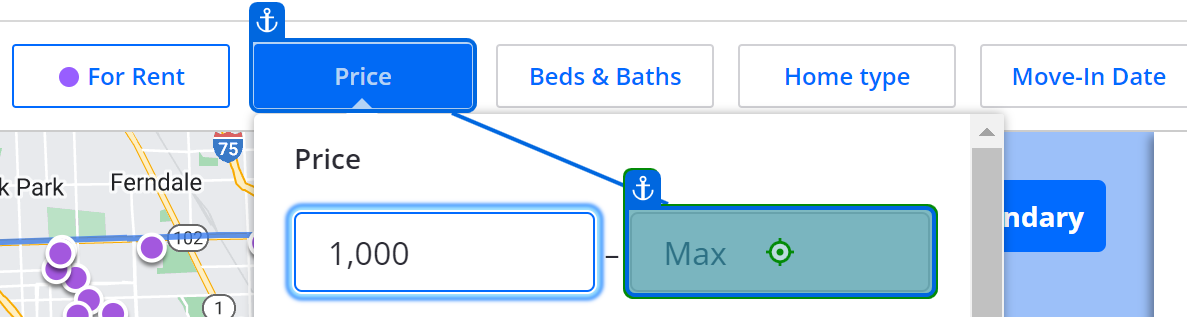 For Rent
Price
Beds & Baths
Home type
Move-In Date
75
Price
k Park
Ferndale
ndary
102
1,000
–
Max
1